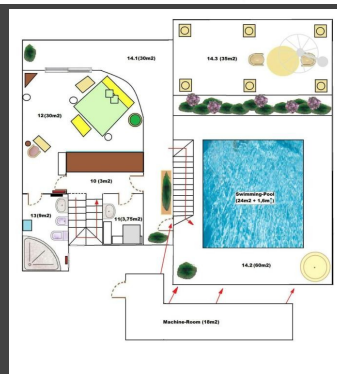 14.1(30m2)
14.3 (35m2)
12(30m2)
10 (3m2)
Swimming-Pool
(24m2 + 1,6m²)
13(9m2)
11(3,75m2)
14.2 (60m2)
Machine-Room (18m2)